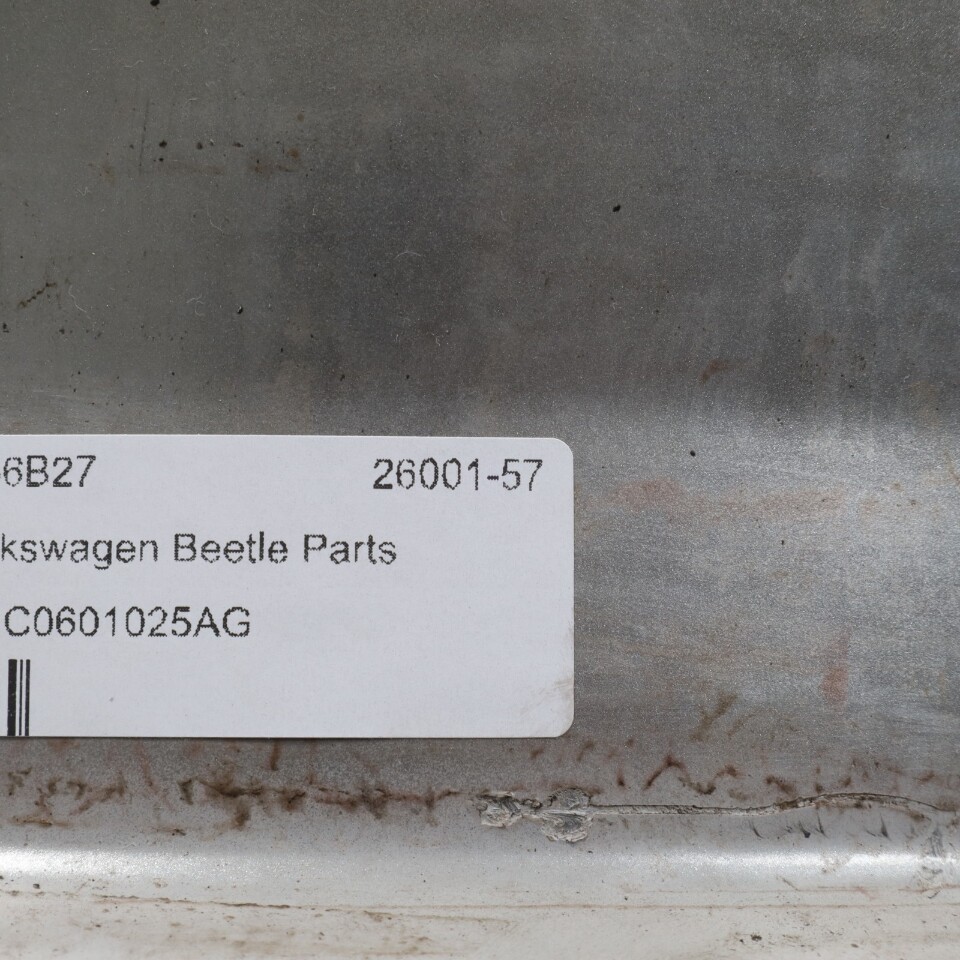 6B27 26001-57
kswagen Beetle Parts
C0601025AG